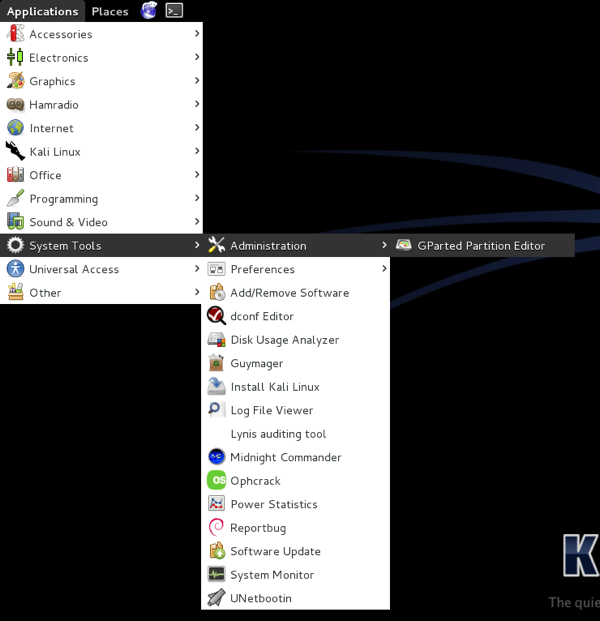 Applications Places
Accessories
Electronics
Graphics
Hamradio
Internet
Kali Linux
Office
Programming
Sound & Video
System Tools
Universal Access
Other
Administration
Preferences
Add/Remove Software
dconf Editor
Disk Usage Analyzer
Guymager
Install Kali Linux
Log File Viewer
Lynis auditing tool
Midnight Commander
Ophcrack
Power Statistics
Reportbug
Software Update
System Monitor
UNetbootin
GParted Partition Editor
K
The quie